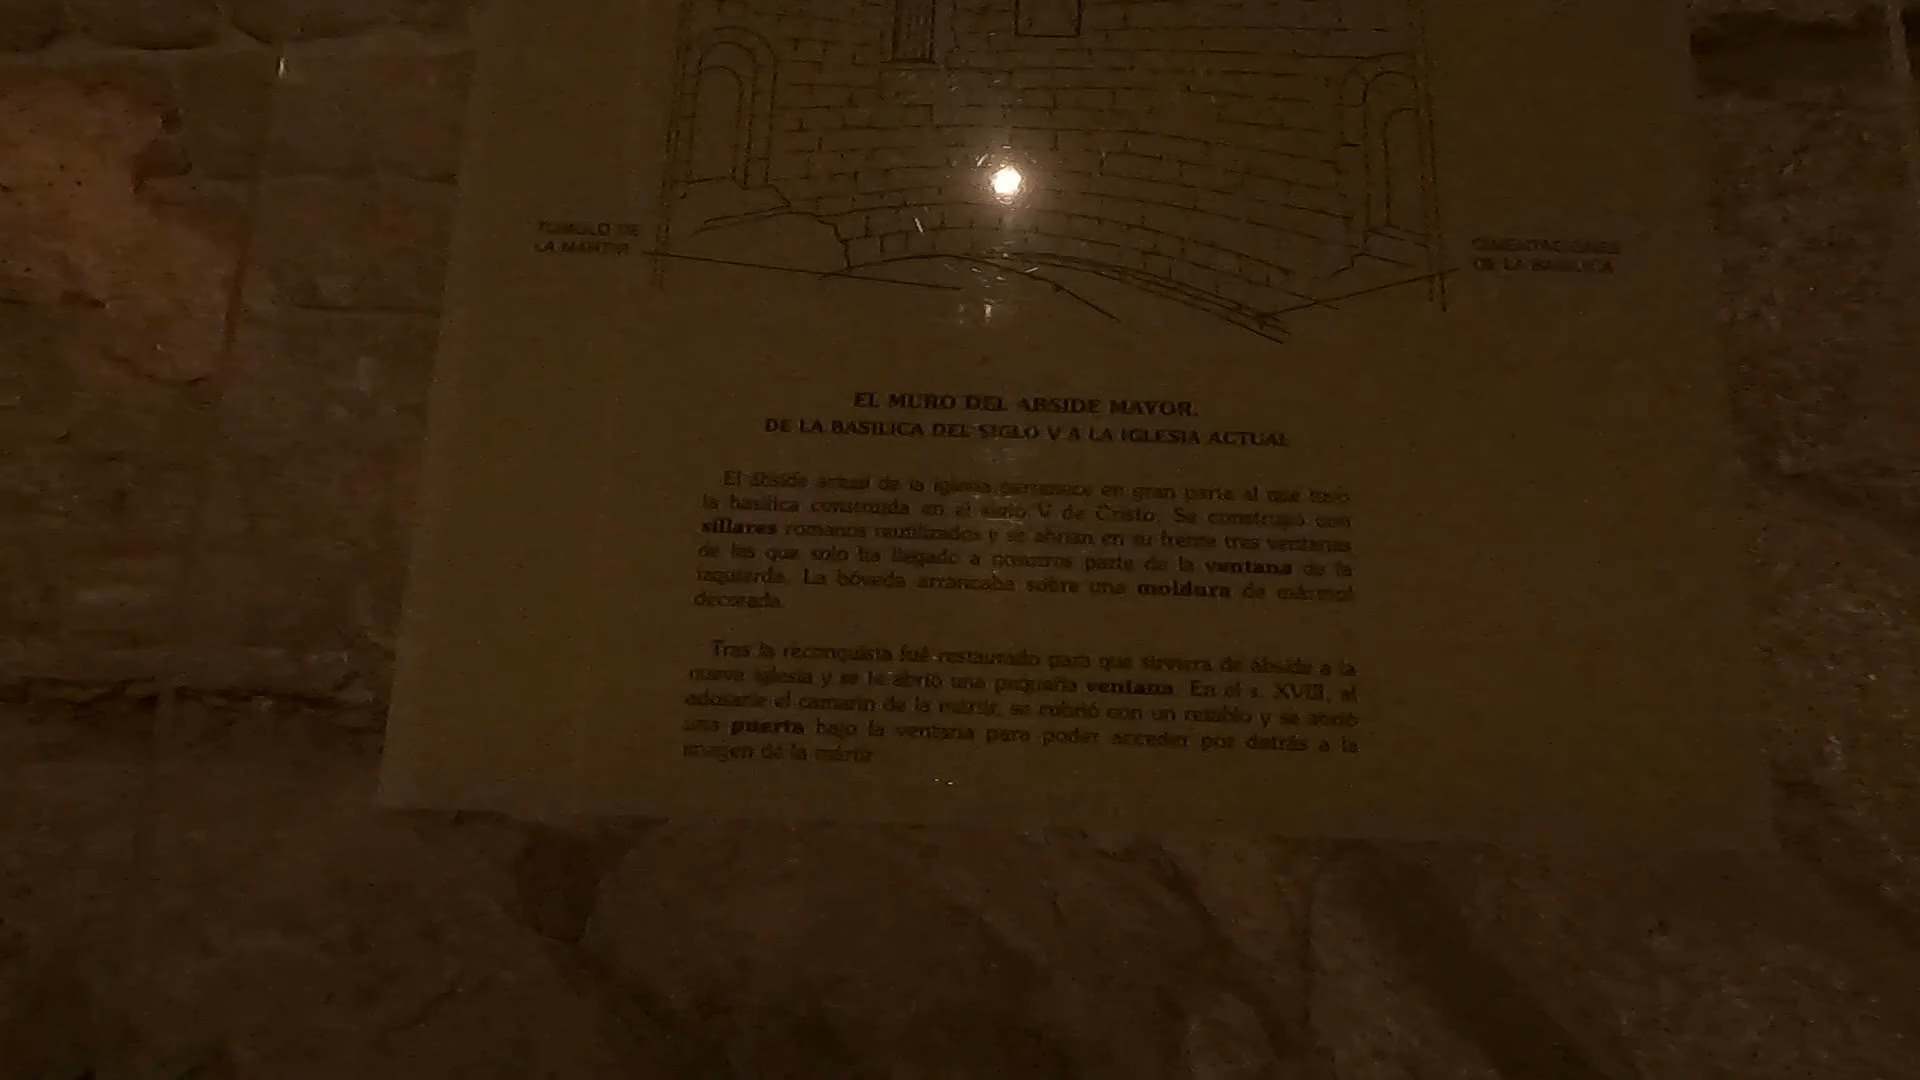 TUMULO DE
LA MARTIR
CIMENTACIONES
DE LA BASILICA
EL MURO DEL ABSIDE MAYOR.
DE LA BASILICA DEL SIGLO V A LA IGLESIA ACTUAL
El ábside actual de la iglesia pertenece en gran parte al que tuvo
la basílica construida en el siglo V de Cristo. Se construyó con
sillares romanos reutilizados y se abrían en su frente tres ventanas
de las que solo ha llegado a nosotros parte de la ventana de la
izquierda. La bóveda arrancaba sobre una moldura de mármol
decorada.
Tras la reconquista fué restaurado para que sirviera de ábside a la
nueva iglesia y se le abrió una pequeña ventana. En el s. XVIII, al
adosarle el camarín de la mártir, se cubrió con un retablo y se abrió
una puerta bajo la ventana para poder acceder por detrás a la
imagen de la mártir